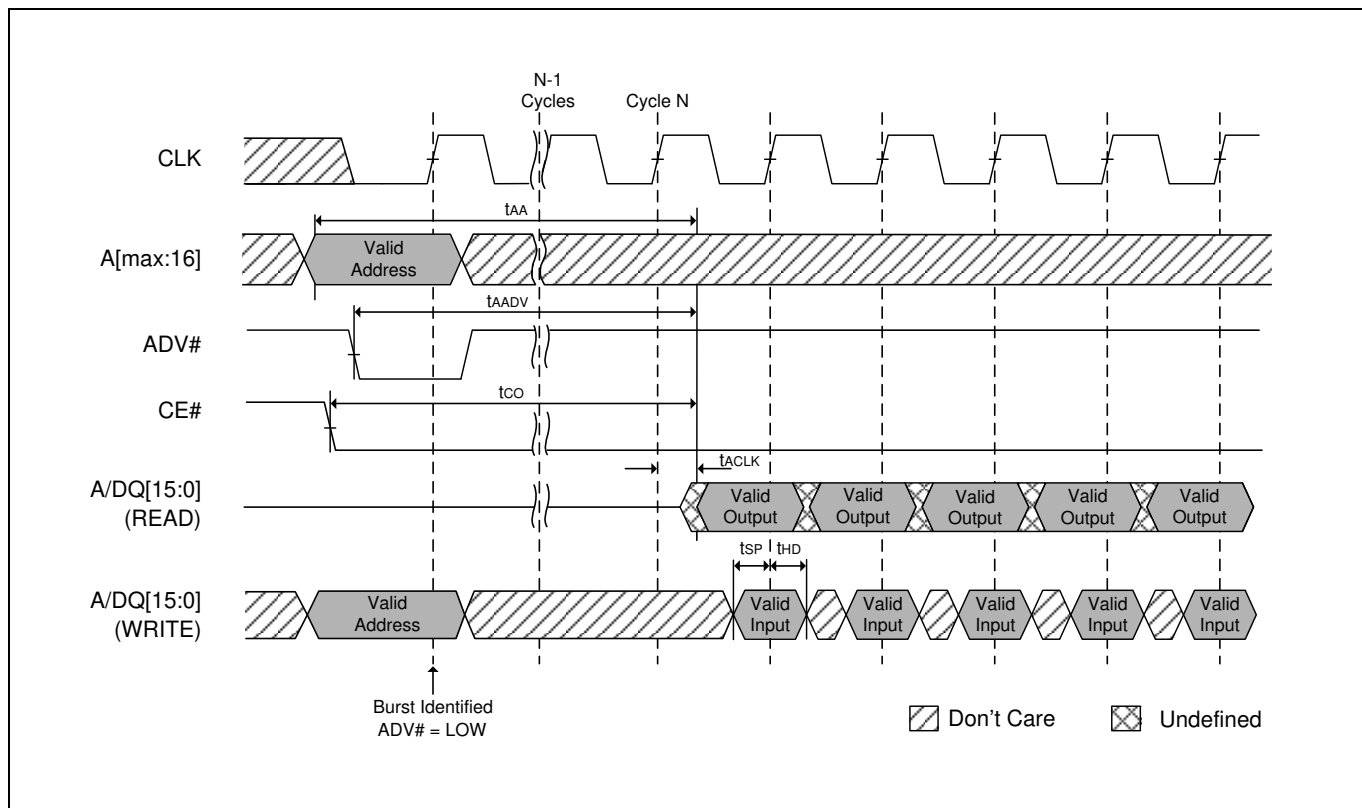 N-1
Cycles
Cycle N
CLK
tAA
A[max:16]
Valid
Address
tAADV
ADV#
tCO
CE#
tACLK
A/DQ[15:0]
(READ)
Valid
Output
Valid
Output
Valid
Output
Valid
Output
Valid
Output
tSP
tHD
A/DQ[15:0]
(WRITE)
Valid
Address
Valid
Input
Valid
Input
Valid
Input
Valid
Input
Valid
Input
Burst Identified
ADV# = LOW
Don't Care
Undefined